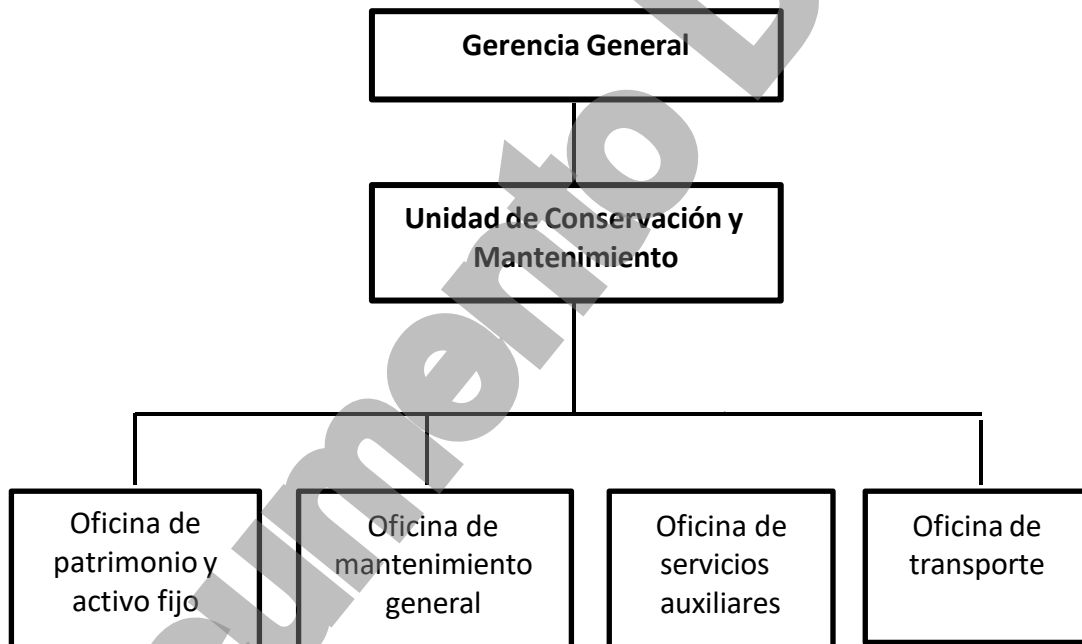 Gerencia General
Unidad de Conservación y
Mantenimiento
Oficina de
patrimonio y
activo fijo
Oficina de
mantenimiento
general
Oficina de
servicios
auxiliares
Oficina de
transporte